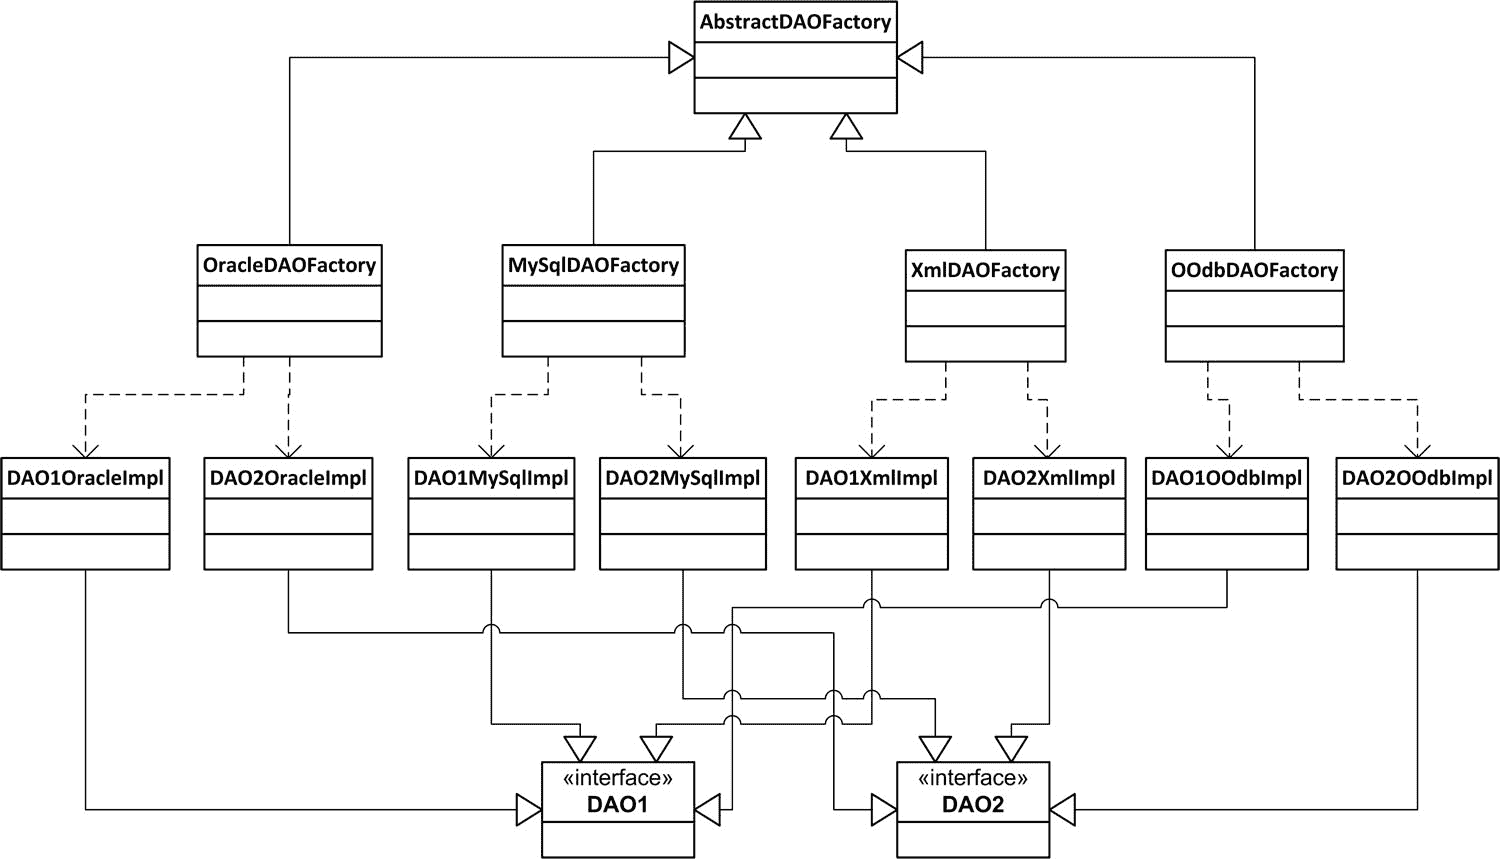 AbstractDAOFactory
OracleDAOFactory
MySqlDAOFactory
XmlDAOFactory
OOdbDAOFactory
DAO1OracleImpl
DAO2OracleImpl
DAO1MySqlImpl
DAO2MySqlImpl
DAO1XmlImpl
DAO2XmlImpl
DAO1OOdbImpl
DAO2OOdbImpl
«interface»
DAO1
«interface»
DAO2